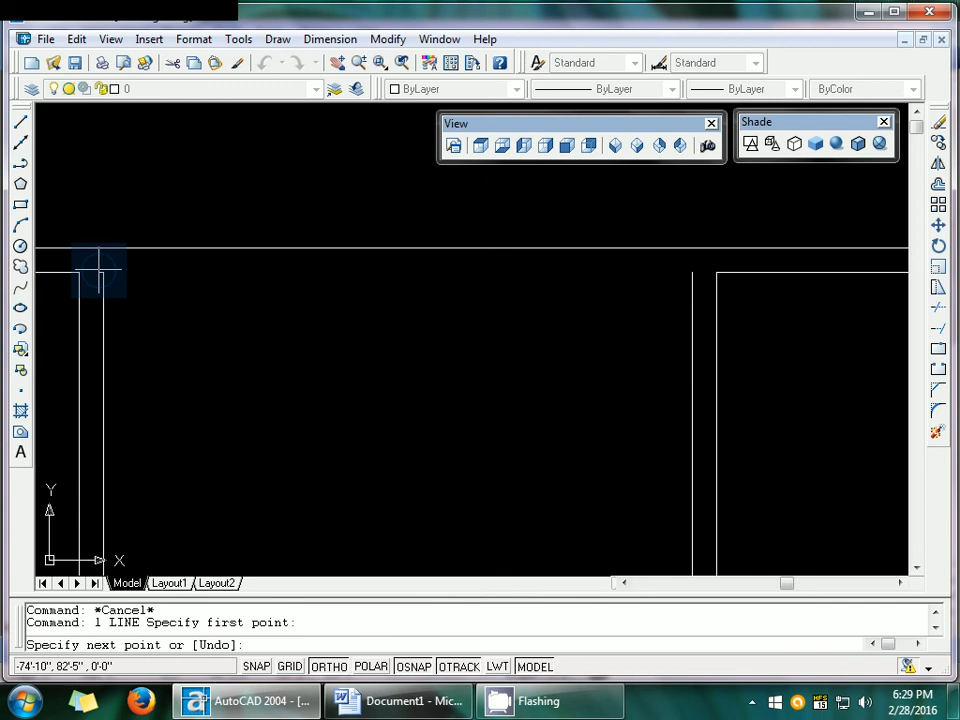 File Edit View Insert Format Tools Draw Dimension Modify Window Help
Standard Standard
0 ByLayer ByLayer ByLayer ByColor
View Shade
A
Y
X
Model Layout1 Layout2
Command: *Cancel*
Command: l LINE Specify first point:
Specify next point or [Undo]:
-74'-10", 82'-5" , 0'-0" SNAP GRID ORTHO POLAR OSNAP OTRACK LWT MODEL
AutoCAD 2004 - [... Document1 - Mic... Flashing
6:29 PM
2/28/2016